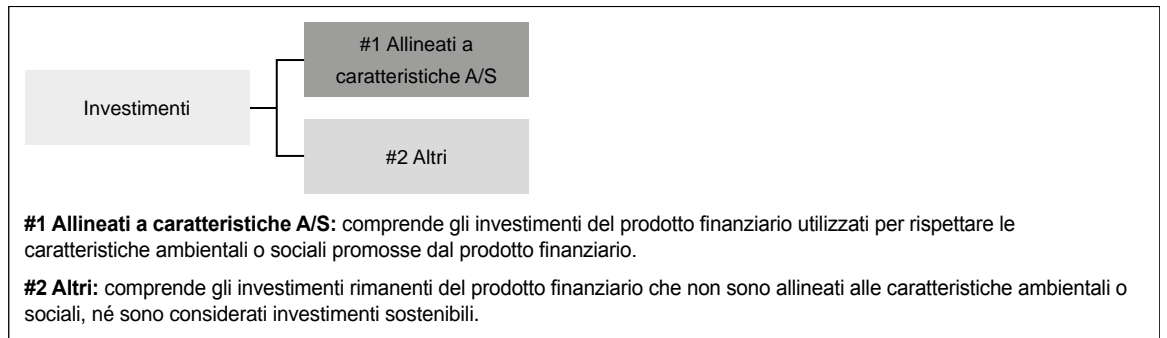 #1 Allineati a
caratteristiche A/S
Investimenti
#2 Altri
#1 Allineati a caratteristiche A/S: comprende gli investimenti del prodotto finanziario utilizzati per rispettare le
caratteristiche ambientali o sociali promosse dal prodotto finanziario.
#2 Altri: comprende gli investimenti rimanenti del prodotto finanziario che non sono allineati alle caratteristiche ambientali o
sociali, né sono considerati investimenti sostenibili.